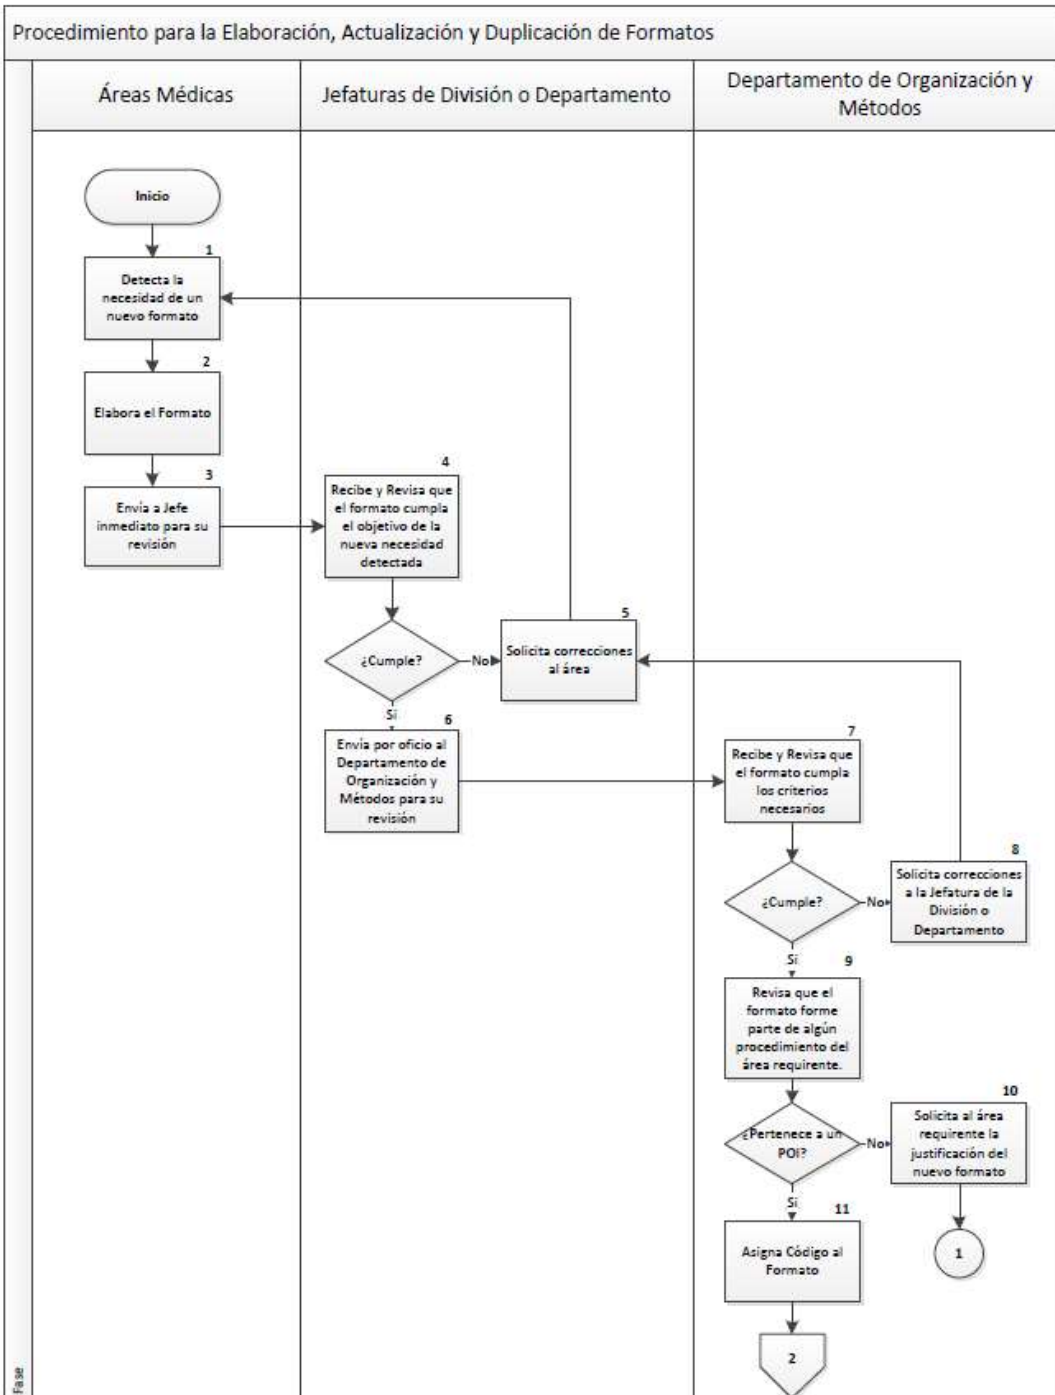 Procedimiento para la Elaboración, Actualización y Duplicación de Formatos
Áreas Médicas
Jefaturas de División o Departamento
Departamento de Organización y
Métodos
Inicio
1
Detecta la
necesidad de un
nuevo formato
2
Elabora el Formato
3
Envía a Jefe
inmediato para su
revisión
4
Recibe y Revisa que
el formato cumpla
el objetivo de la
nueva necesidad
detectada
¿Cumple?
No
5
Solicita correcciones
al área
Sí
6
Envía por oficio al
Departamento de
Organización y
Métodos para su
revisión
7
Recibe y Revisa que
el formato cumpla
los criterios
necesarios
¿Cumple?
No
8
Solicita correcciones
a la Jefatura de la
División o
Departamento
Sí
9
Revisa que el
formato forme
parte de algún
procedimiento del
área requirente.
¿Pertenece a un
POI?
No
10
Solicita al área
requirente la
justificación del
nuevo formato
1
Sí
11
Asigna Código al
Formato
2
Fase